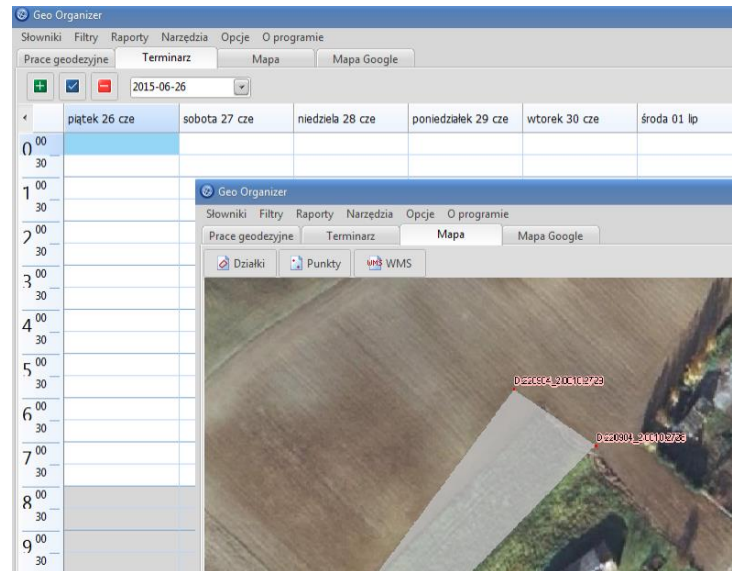 Geo Organizer
Słowniki Filtry Raporty Narzędzia Opcje O programie
Prace geodezyjne Terminarz Mapa Mapa Google
2015-06-26
piątek 26 cze sobota 27 cze niedziela 28 cze poniedziałek 29 cze wtorek 30 cze środa 01 lip
0 00
30
1 00
30
2 00
30
3 00
30
4 00
30
5 00
30
6 00
30
7 00
30
8 00
30
9 00
30
Geo Organizer
Słowniki Filtry Raporty Narzędzia Opcje O programie
Prace geodezyjne Terminarz Mapa Mapa Google
Działki Punkty WMS WMS